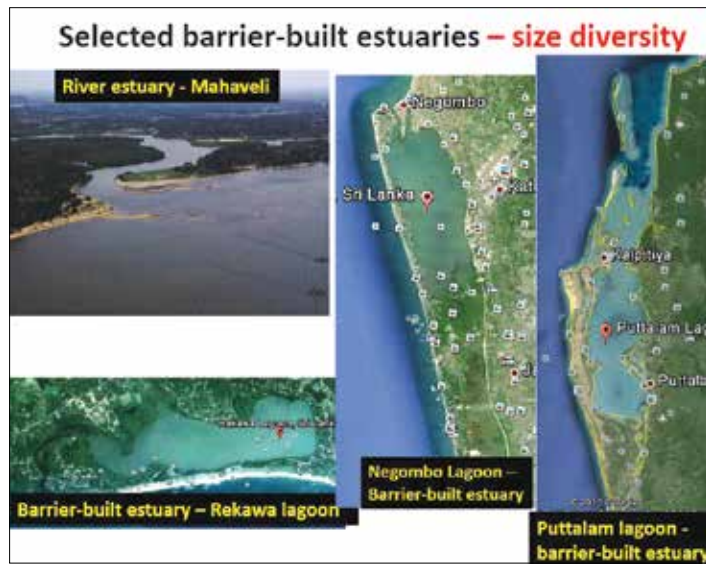 Selected barrier-built estuaries – size diversity
River estuary - Mahaveli
Negombo
Sri Lanka
Kalpitiya
Puttalam Lag
Puttala
Barrier-built estuary – Rekawa lagoon
Negombo Lagoon –
Barrier-built estuary
Puttalam lagoon -
barrier-built estuary